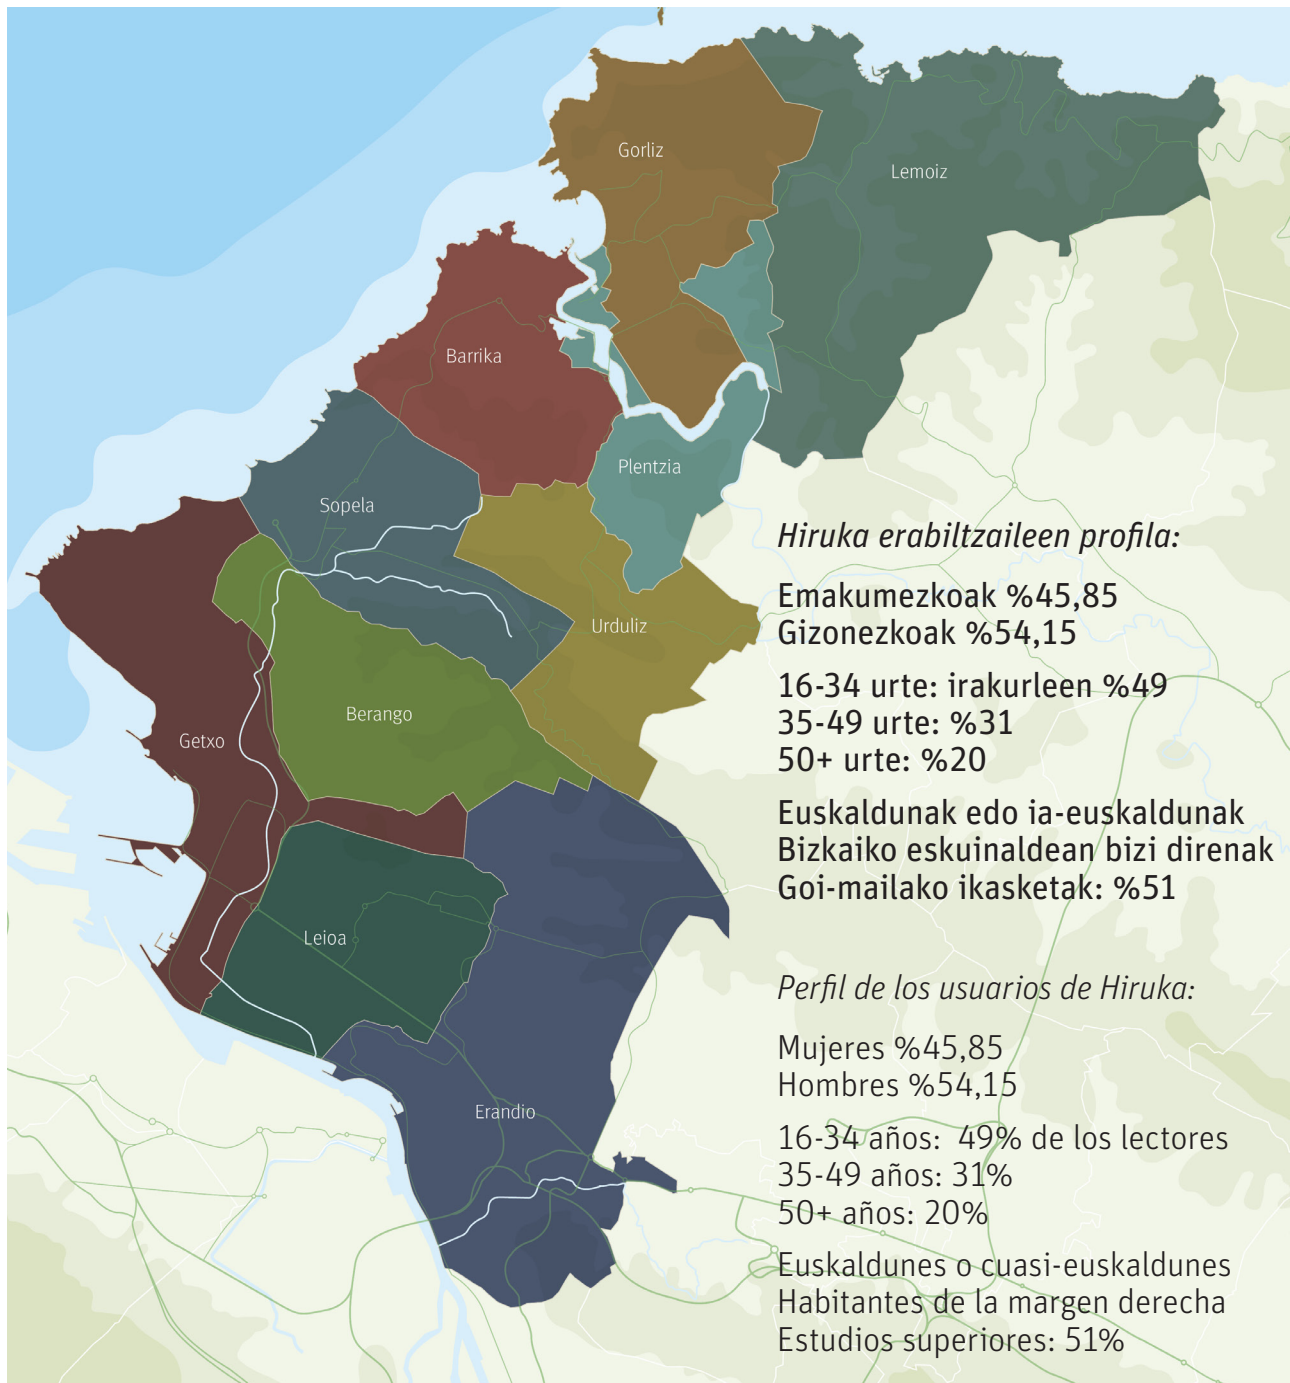 Gorliz
Lemoiz
Barrika
Plentzia
Sopela
Urduliz
Berango
Getxo
Leioa
Erandio
Hiruka erabiltzaileen profila:
Emakumezkoak %45,85
Gizonezkoak %54,15
16-34 urte: irakurleen %49
35-49 urte: %31
50+ urte: %20
Euskaldunak edo ia-euskaldunak
Bizkaiko eskuinaldean bizi direnak
Goi-mailako ikasketak: %51
Perfil de los usuarios de Hiruka:
Mujeres %45,85
Hombres %54,15
16-34 años: 49% de los lectores
35-49 años: 31%
50+ años: 20%
Euskaldunes o cuasi-euskaldunes
Habitantes de la margen derecha
Estudios superiores: 51%